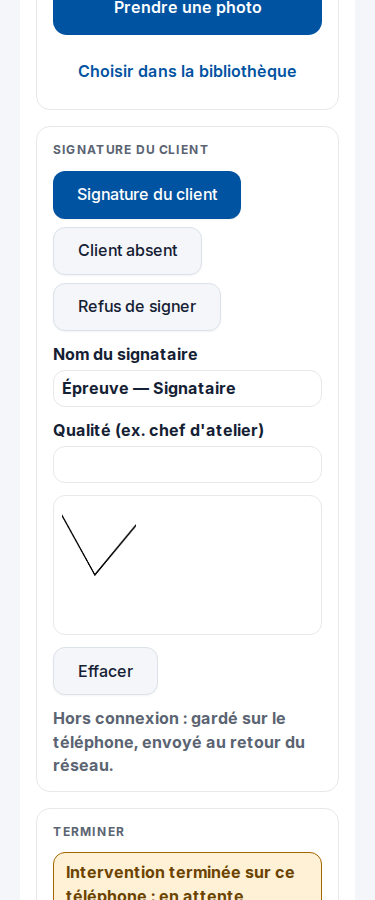 Prendre une photo
Choisir dans la bibliothèque
SIGNATURE DU CLIENT
Signature du client
Client absent
Refus de signer
Nom du signataire
Épreuve — Signataire
Qualité (ex. chef d'atelier)
Effacer
Hors connexion : gardé sur le
téléphone, envoyé au retour du
réseau.
TERMINER
Intervention terminée sur ce
téléphone : en attente